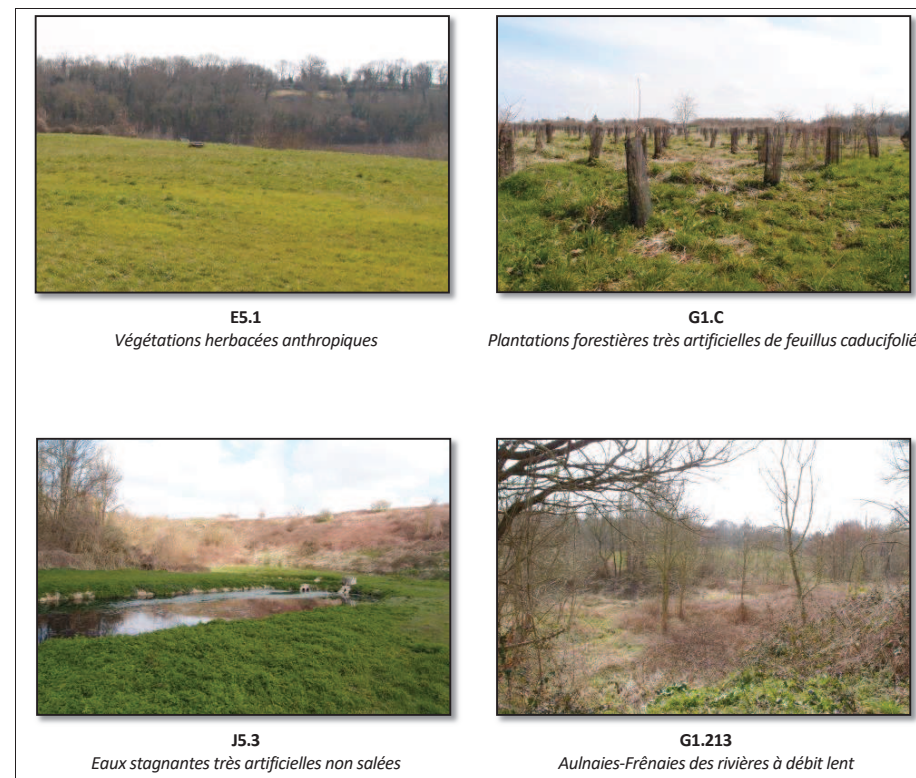 E5.1
Végétations herbacées anthropiques
G1.C
Plantations forestières très artificielles de feuillus caducifolié
J5.3
Eaux stagnantes très artificielles non salées
G1.213
Aulnaies-Frênaies des rivières à débit lent